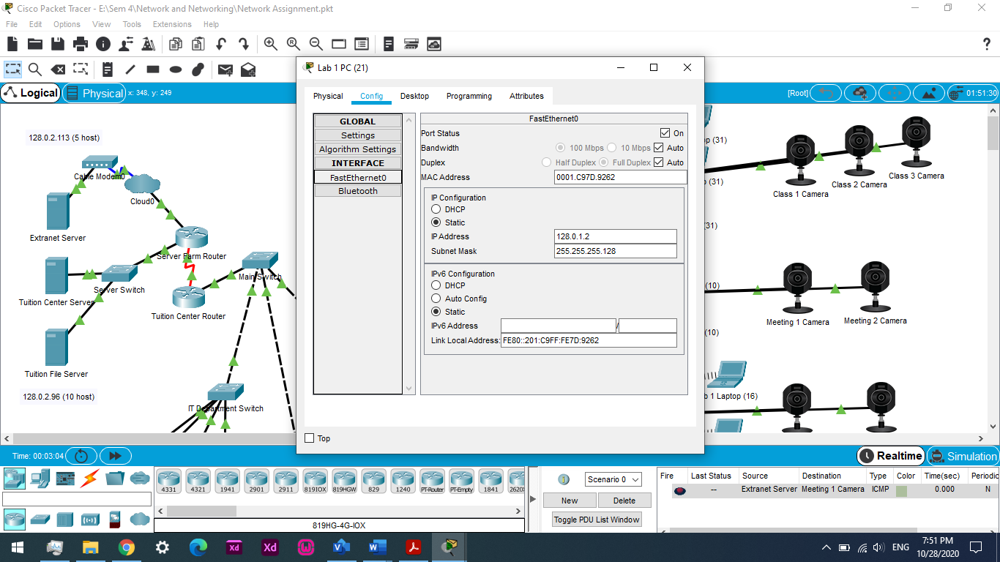 Cisco Packet Tracer - E:\Sem 4\Network and Networking\Network Assignment.pkt
File Edit Options View Tools Extensions Help
?
Logical Physical x: 348, y: 249
[Root] 01:51:30
Lab 1 PC (21)
Physical Config Desktop Programming Attributes
GLOBAL
Settings
Algorithm Settings
INTERFACE
FastEthernet0
Bluetooth
FastEthernet0
Port Status On
Bandwidth 100 Mbps 10 Mbps Auto
Duplex Half Duplex Full Duplex Auto
MAC Address 0001.C97D.9262
IP Configuration
DHCP
Static
IP Address 128.0.1.2
Subnet Mask 255.255.255.128
IPv6 Configuration
DHCP
Auto Config
Static
IPv6 Address /
Link Local Address: FE80::201:C9FF:FE7D:9262
Top
128.0.2.113 (5 host)
Cable Modem0
Cloud0
Extranet Server
Server Farm Router
Main Switch
Server Switch
Tuition Center Server
Tuition Center Router
Tuition File Server
128.0.2.96 (10 host)
IT Department Switch
p (31)
(31)
(31)
Class 1 Camera
Class 2 Camera
Class 3 Camera
(10)
Meeting 1 Camera
Meeting 2 Camera
(10)
b 1 Laptop (16)
Time: 00:03:04
Realtime Simulation
4331 4321 1941 2901 2911 819IOX 819HGW 829 1240 PT-Router PT-Empty 1841 2620X
819HG-4G-IOX
Scenario 0
New Delete
Toggle PDU List Window
Fire Last Status Source Destination Type Color Time(sec) Periodic
-- Extranet Server Meeting 1 Camera ICMP 0.000 N
Xd Xd W
ENG
7:51 PM
10/28/2020